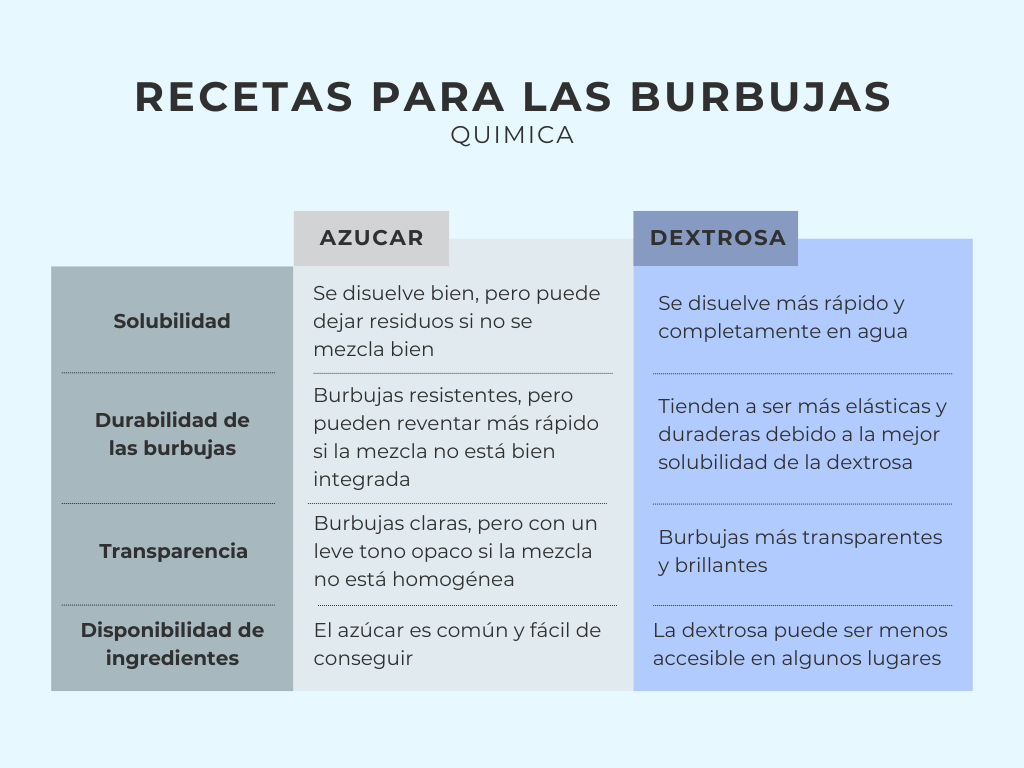 RECETAS PARA LAS BURBUJAS
QUIMICA
AZUCAR
DEXTROSA
Solubilidad
Se disuelve bien, pero puede
dejar residuos si no se
mezcla bien
Se disuelve más rápido y
completamente en agua
Durabilidad de
las burbujas
Burbujas resistentes, pero
pueden reventar más rápido
si la mezcla no está bien
integrada
Tienden a ser más elásticas y
duraderas debido a la mejor
solubilidad de la dextrosa
Transparencia
Burbujas claras, pero con un
leve tono opaco si la mezcla
no está homogénea
Burbujas más transparentes
y brillantes
Disponibilidad de
ingredientes
El azúcar es común y fácil de
conseguir
La dextrosa puede ser menos
accesible en algunos lugares